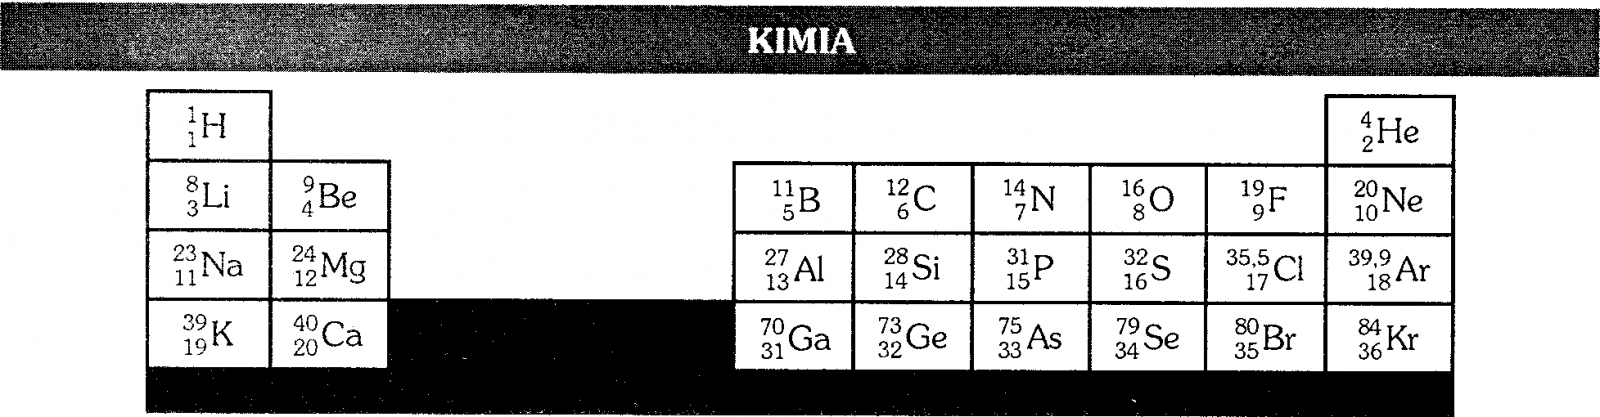 KIMIA
1 1 H 4 2 He
8 3 Li 9 4 Be 11 5 B 12 6 C 14 7 N 16 8 O 19 9 F 20 10 Ne
23 11 Na 24 12 Mg 27 13 Al 28 14 Si 31 15 P 32 16 S 35,5 17 Cl 39,9 18 Ar
39 19 K 40 20 Ca 70 31 Ga 73 32 Ge 75 33 As 79 34 Se 80 35 Br 84 36 Kr